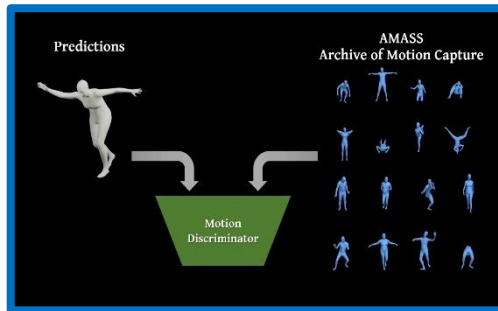 Predictions
AMASS
Archive of Motion Capture
Motion
Discriminator